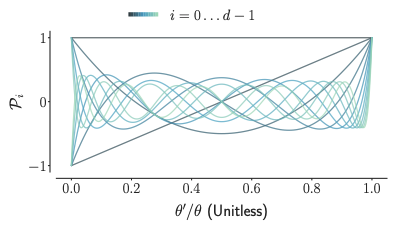 i = 0 … d − 1
𝒫ᵢ
1
0
−1
0.0 0.2 0.4 0.6 0.8 1.0
θ′/θ (Unitless)